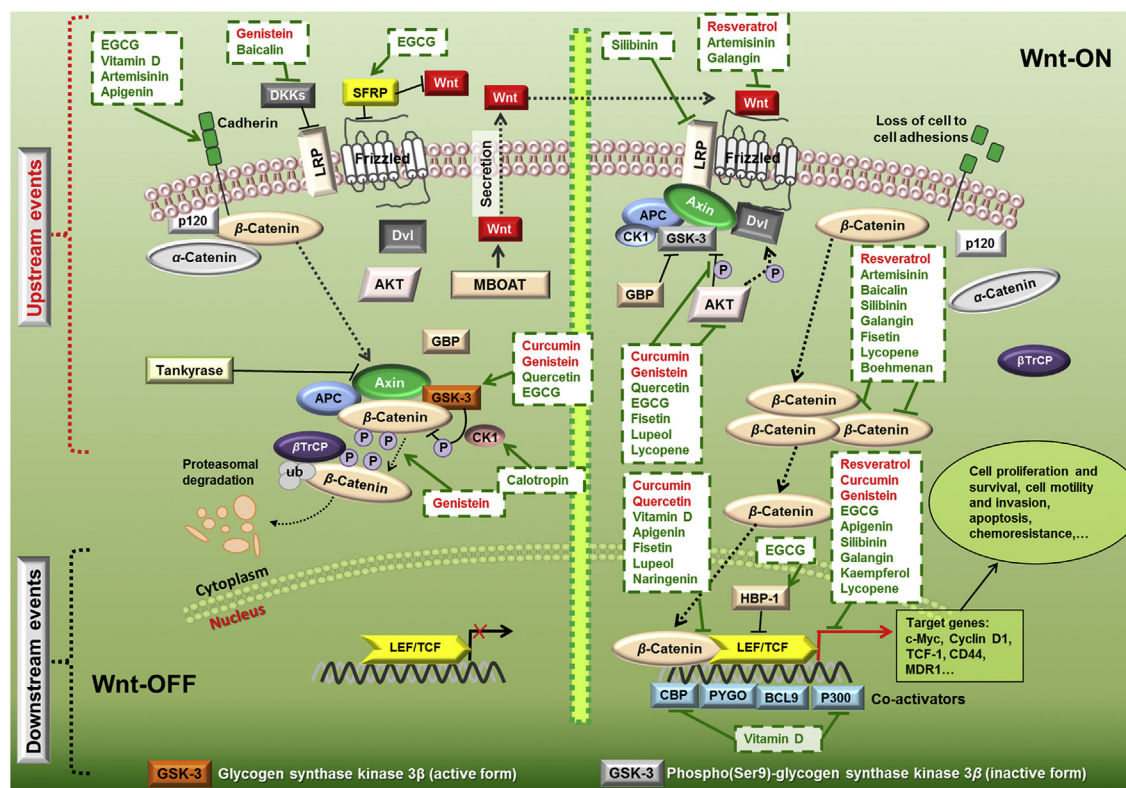 Upstream events
Downstream events
EGCG
Vitamin D
Artemisinin
Apigenin
Genistein
Baicalin
DKKs
EGCG
SFRP
Wnt
Wnt
Cadherin
LRP
Frizzled
Secretion
p120
β-Catenin
α-Catenin
Dvl
Wnt
AKT
MBOAT
GBP
Tankyrase
Axin
APC
GSK-3
β-Catenin
Curcumin
Genistein
Quercetin
EGCG
P
P
P
P
P
CK1
βTrCP
ub
β-Catenin
Calotropin
Genistein
Proteasomal
degradation
Cytoplasm
Nucleus
LEF/TCF
Wnt-OFF
Wnt-ON
Silibinin
Resveratrol
Artemisinin
Galangin
Wnt
LRP
Frizzled
Loss of cell to
cell adhesions
Axin
APC
CK1
GSK-3
Dvl
P
P
GBP
AKT
β-Catenin
p120
α-Catenin
βTrCP
Resveratrol
Artemisinin
Baicalin
Silibinin
Galangin
Fisetin
Lycopene
Boehmenan
Curcumin
Genistein
Quercetin
EGCG
Fisetin
Lupeol
Lycopene
β-Catenin
β-Catenin
β-Catenin
Curcumin
Quercetin
Vitamin D
Apigenin
Fisetin
Lupeol
Naringenin
β-Catenin
Resveratrol
Curcumin
Genistein
EGCG
Apigenin
Silibinin
Galangin
Kaempferol
Lycopene
EGCG
HBP-1
Cell proliferation and
survival, cell motility
and invasion,
apoptosis,
chemoresistance,...
β-Catenin
LEF/TCF
Target genes:
c-Myc, Cyclin D1,
TCF-1, CD44,
MDR1...
CBP
PYGO
BCL9
P300
Co-activators
Vitamin D
GSK-3
Glycogen synthase kinase 3β (active form)
GSK-3
Phospho(Ser9)-glycogen synthase kinase 3β (inactive form)